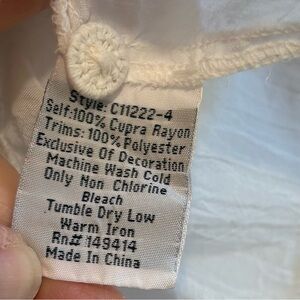 Style: C11222-4
Self:100% Cupra Rayon
Trims: 100% Polyester
Exclusive Of Decoration
Machine Wash Cold
Only Non Chlorine
Bleach
Tumble Dry Low
Warm Iron
Rn#:149414
Made In China